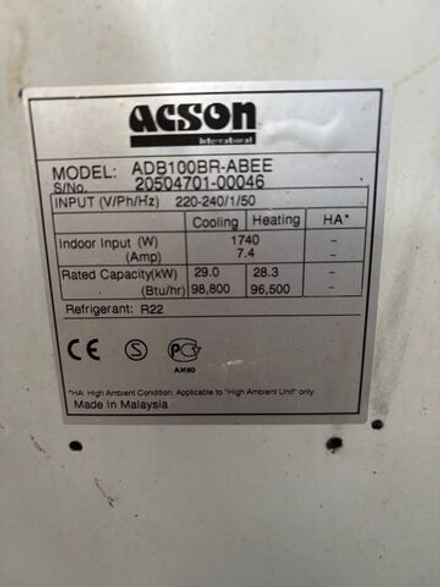 acson
International
MODEL: ADB100BR-ABEE
S/No. 20504701-00046
INPUT (V/Ph/Hz) 220-240/1/50
Cooling Heating HA*
Indoor Input (W) 1740 -
(Amp) 7.4 -
Rated Capacity(kW) 29.0 28.3 -
(Btu/hr) 98,800 96,500 -
Refrigerant: R22
CE S PC
*HA: High Ambient Condition. Applicable to "High Ambient Unit" only
Made in Malaysia